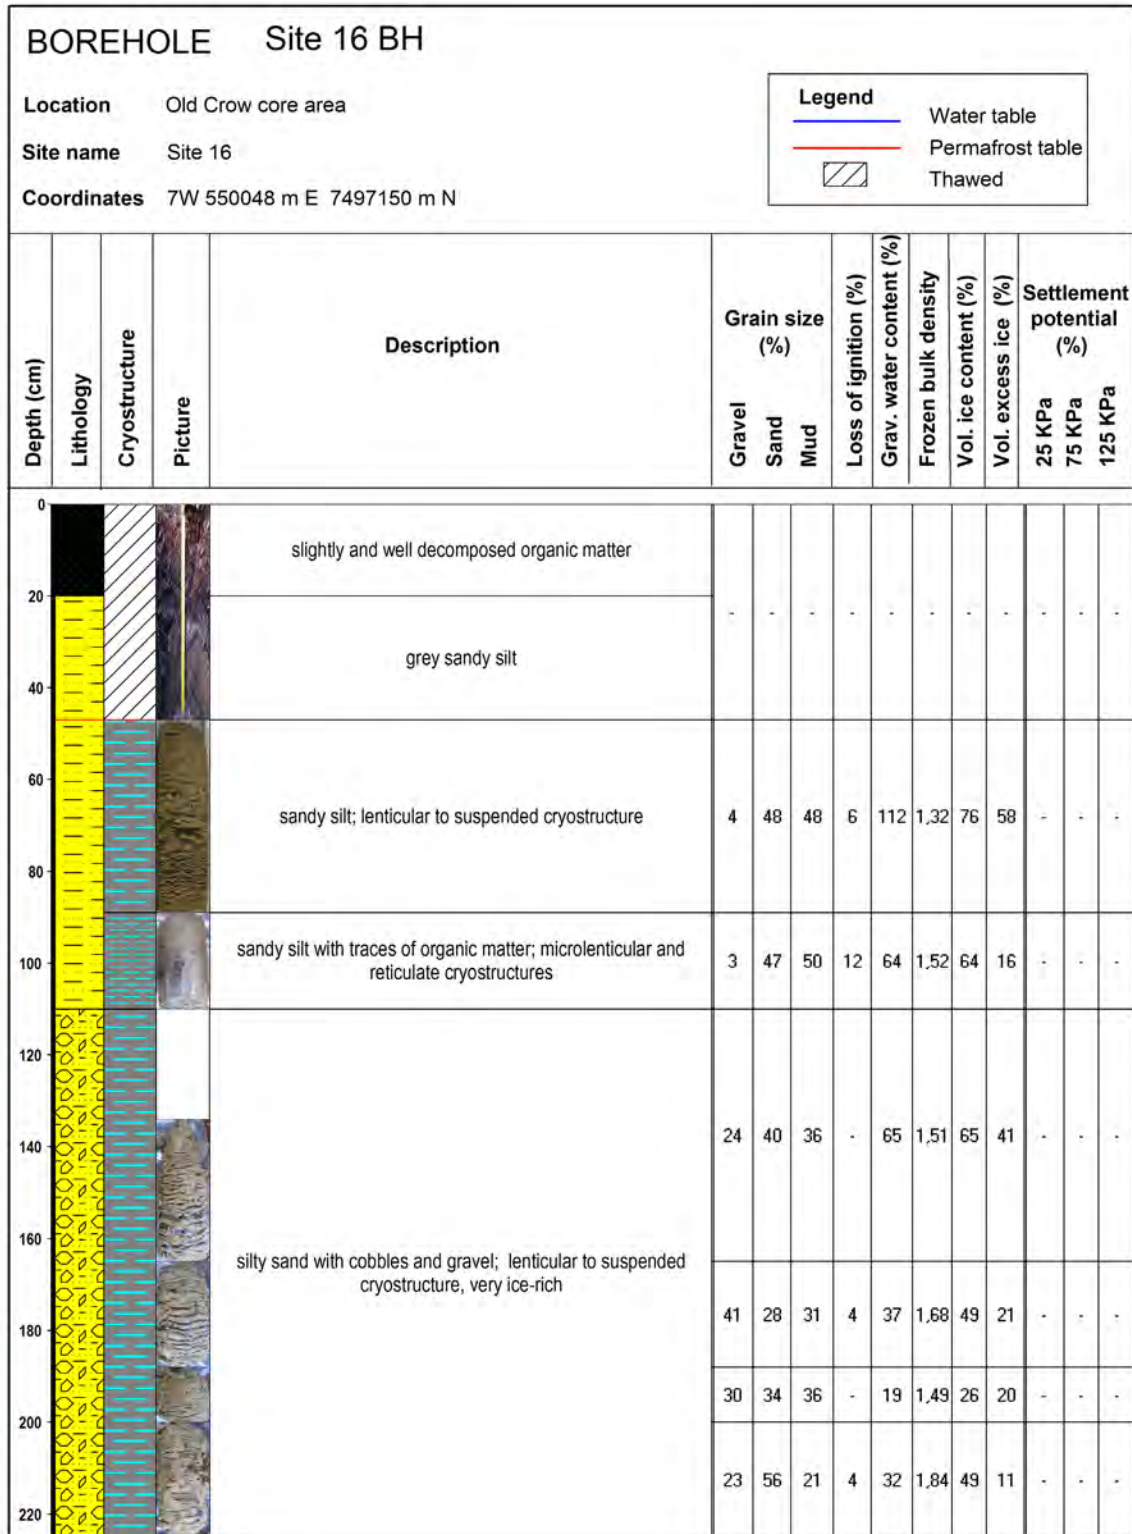 BOREHOLE Site 16 BH
Location Old Crow core area
Site name Site 16
Coordinates 7W 550048 m E 7497150 m N
Legend
Water table
Permafrost table
Thawed
Depth (cm)
Lithology
Cryostructure
Picture
Description
Grain size
(%)
Gravel
Sand
Mud
Loss of ignition (%)
Grav. water content (%)
Frozen bulk density
Vol. ice content (%)
Vol. excess ice (%)
Settlement
potential
(%)
25 KPa
75 KPa
125 KPa
0
slightly and well decomposed organic matter
20
- - - - - - - - - - -
grey sandy silt
40
60
sandy silt; lenticular to suspended cryostructure 4 48 48 6 112 1,32 76 58 - - -
80
sandy silt with traces of organic matter; microlenticular and
reticulate cryostructures
100 3 47 50 12 64 1,52 64 16 - - -
120
140 24 40 36 - 65 1,51 65 41 - - -
160
silty sand with cobbles and gravel; lenticular to suspended
cryostructure, very ice-rich
180 41 28 31 4 37 1,68 49 21 - - -
30 34 36 - 19 1,49 26 20 - - -
200
23 56 21 4 32 1,84 49 11 - - -
220